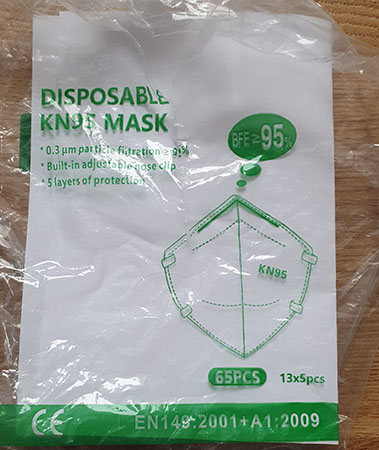 DISPOSABLE
KN95 MASK
BFE ≥95%
• 0.3 μm particle filtration ≥95%
• Built-in adjustable nose clip
• 5 layers of protection
KN95
65PCS 13x5pcs
CE EN149:2001+A1:2009